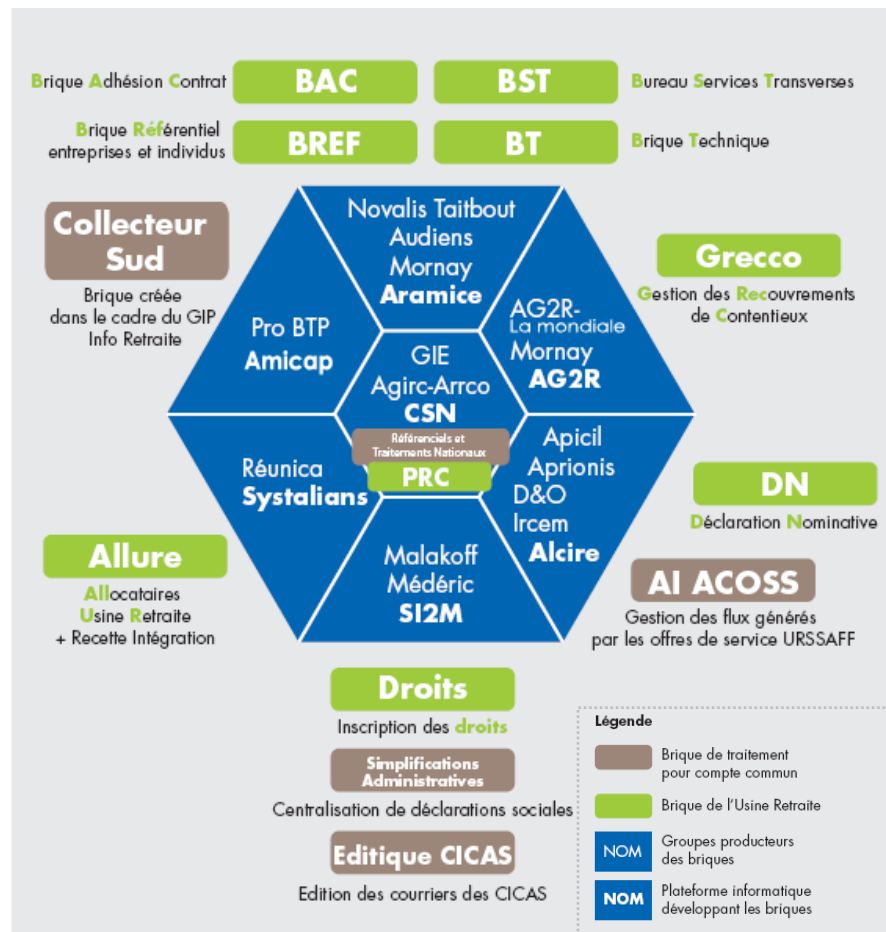 BAC
Brique Adhésion Contrat
BST
Bureau Services Transverses
BREF
Brique Référentiel
entreprises et individus
BT
Brique Technique
Collecteur
Sud
Brique créée
dans le cadre du GIP
Info Retraite
Novalis Taitbout
Audiens
Mornay
Aramice
Grecco
Gestion des Recouvrements
de Contentieux
Pro BTP
Amicap
AG2R-
La mondiale
Mornay
AG2R
GIE
Agirc-Arrco
CSN
Référenciels et
Traitements Nationaux
PRC
Réunica
Systalians
Apicil
Aprionis
D&O
Ircem
Alcire
DN
Déclaration Nominative
Allure
Allocataires
Usine Retraite
+ Recette Intégration
Malakoff
Médéric
SI2M
AI ACOSS
Gestion des flux générés
par les offres de service URSSAFF
Droits
Inscription des droits
Simplifications
Administratives
Centralisation de déclarations sociales
Editique CICAS
Edition des courriers des CICAS
Légende
Brique de traitement
pour compte commun
Brique de l'Usine Retraite
NOM
Groupes producteurs
des briques
NOM
Plateforme informatique
développant les briques